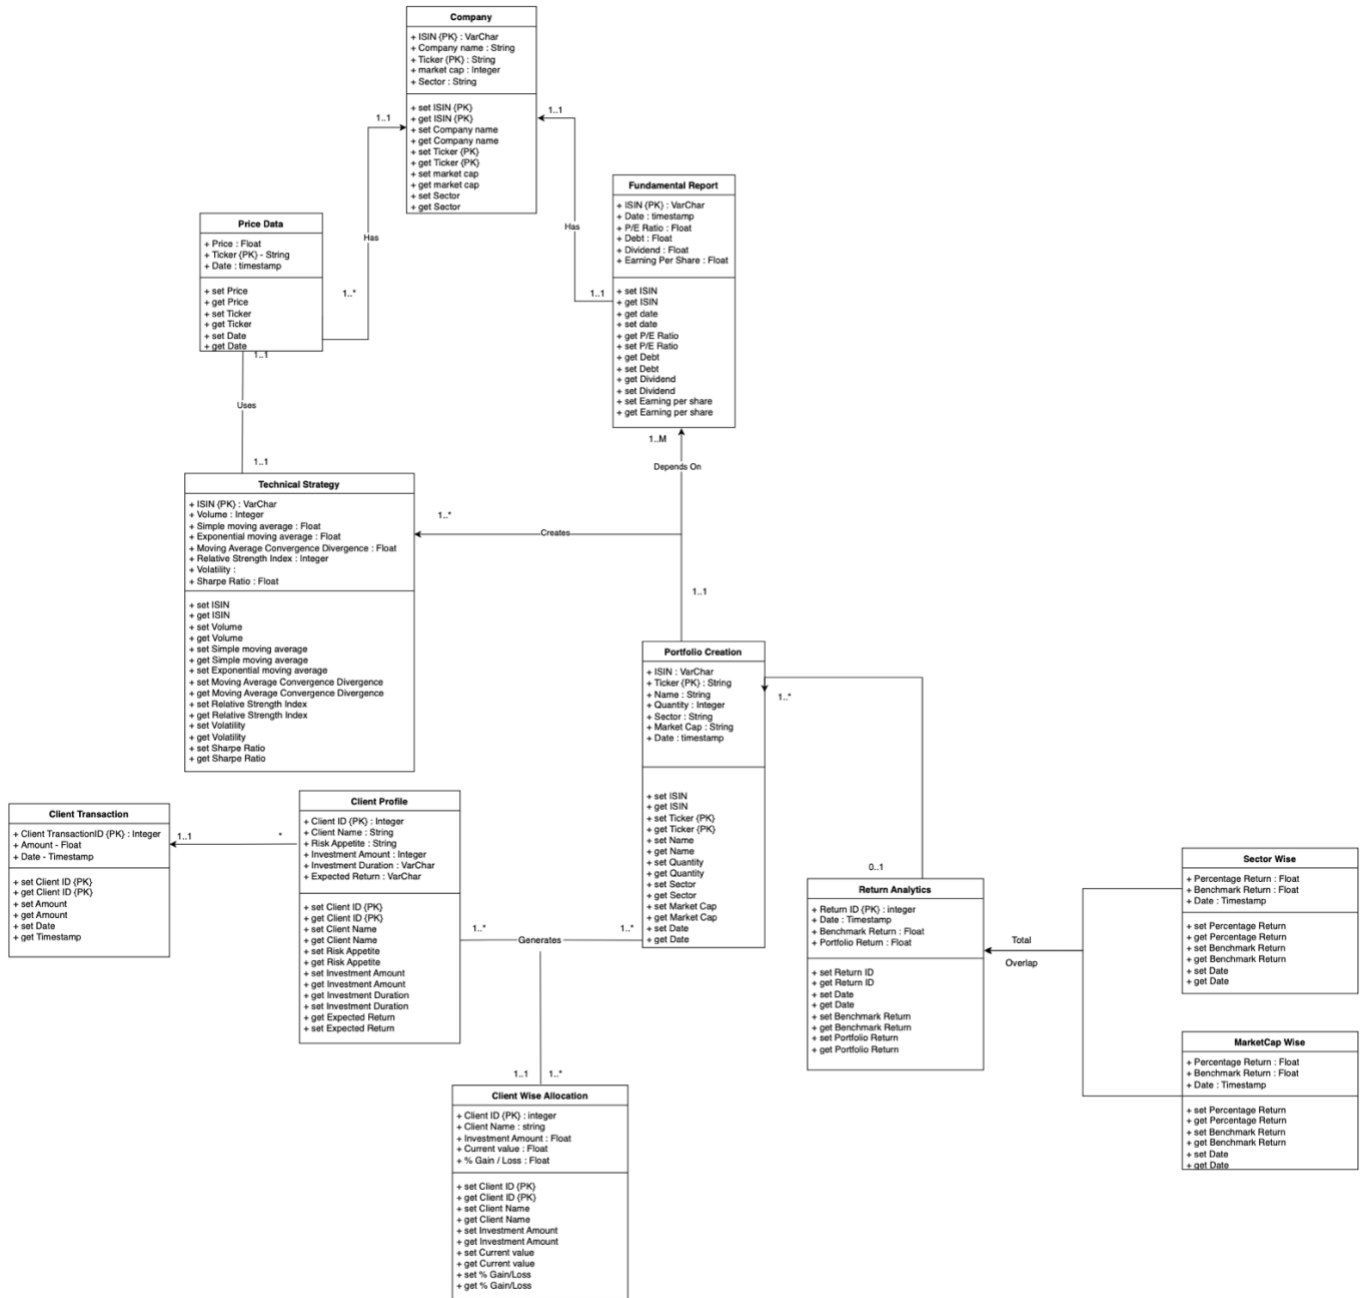 Company
+ ISIN {PK} : VarChar
+ Company name : String
+ Ticker {PK} : String
+ market cap : Integer
+ Sector : String
+ set ISIN {PK}
+ get ISIN {PK}
+ set Company name
+ get Company name
+ set Ticker {PK}
+ get Ticker {PK}
+ set market cap
+ get market cap
+ set Sector
+ get Sector
1..1
1..1
Fundamental Report
+ ISIN {PK} : VarChar
+ Date : timestamp
+ P/E Ratio : Float
+ Debt : Float
+ Dividend : Float
+ Earning Per Share : Float
+ set ISIN
+ get ISIN
+ get date
+ set date
+ get P/E Ratio
+ set P/E Ratio
+ get Debt
+ set Debt
+ get Dividend
+ set Dividend
+ set Earning per share
+ get Earning per share
Has
1..1
Price Data
+ Price : Float
+ Ticker {PK} - String
+ Date : timestamp
+ set Price
+ get Price
+ set Ticker
+ get Ticker
+ set Date
+ get Date
Has
1..*
1..1
Uses
1..1
1..M
Depends On
Technical Strategy
+ ISIN {PK} : VarChar
+ Volume : Integer
+ Simple moving average : Float
+ Exponential moving average : Float
+ Moving Average Convergence Divergence : Float
+ Relative Strength Index : Integer
+ Volatility :
+ Sharpe Ratio : Float
+ set ISIN
+ get ISIN
+ set Volume
+ get Volume
+ set Simple moving average
+ get Simple moving average
+ set Exponential moving average
+ set Moving Average Convergence Divergence
+ get Moving Average Convergence Divergence
+ set Relative Strength Index
+ get Relative Strength Index
+ set Volatility
+ get Volatility
+ set Sharpe Ratio
+ get Sharpe Ratio
1..*
Creates
1..1
Portfolio Creation
+ ISIN : VarChar
+ Ticker {PK} : String
+ Name : String
+ Quantity : Integer
+ Sector : String
+ Market Cap : String
+ Date : timestamp
+ set ISIN
+ get ISIN
+ set Ticker {PK}
+ get Ticker {PK}
+ set Name
+ get Name
+ set Quantity
+ get Quantity
+ set Sector
+ get Sector
+ set Market Cap
+ get Market Cap
+ set Date
+ get Date
1..*
0..1
Client Transaction
+ Client TransactionID {PK} : Integer
+ Amount - Float
+ Date - Timestamp
+ set Client ID {PK}
+ get Client ID {PK}
+ set Amount
+ get Amount
+ set Date
+ get Timestamp
1..1
*
Client Profile
+ Client ID {PK} : Integer
+ Client Name : String
+ Risk Appetite : String
+ Investment Amount : Integer
+ Investment Duration : VarChar
+ Expected Return : VarChar
+ set Client ID {PK}
+ get Client ID {PK}
+ set Client Name
+ get Client Name
+ set Risk Appetite
+ get Risk Appetite
+ set Investment Amount
+ get Investment Amount
+ get Investment Duration
+ set Investment Duration
+ get Expected Return
+ set Expected Return
1..*
Generates
1..*
Return Analytics
+ Return ID {PK} : integer
+ Date : Timestamp
+ Benchmark Return : Float
+ Portfolio Return : Float
+ set Return ID
+ get Return ID
+ set Date
+ get Date
+ set Benchmark Return
+ get Benchmark Return
+ set Portfolio Return
+ get Portfolio Return
Total
Overlap
Sector Wise
+ Percentage Return : Float
+ Benchmark Return : Float
+ Date : Timestamp
+ set Percentage Return
+ get Percentage Return
+ set Benchmark Return
+ get Benchmark Return
+ set Date
+ get Date
MarketCap Wise
+ Percentage Return : Float
+ Benchmark Return : Float
+ Date : Timestamp
+ set Percentage Return
+ get Percentage Return
+ set Benchmark Return
+ get Benchmark Return
+ set Date
+ get Date
1..1
1..*
Client Wise Allocation
+ Client ID {PK} : integer
+ Client Name : string
+ Investment Amount : Float
+ Current value : Float
+ % Gain / Loss : Float
+ set Client ID {PK}
+ get Client ID {PK}
+ set Client Name
+ get Client Name
+ set Investment Amount
+ get Investment Amount
+ set Current value
+ get Current value
+ set % Gain/Loss
+ get % Gain/Loss